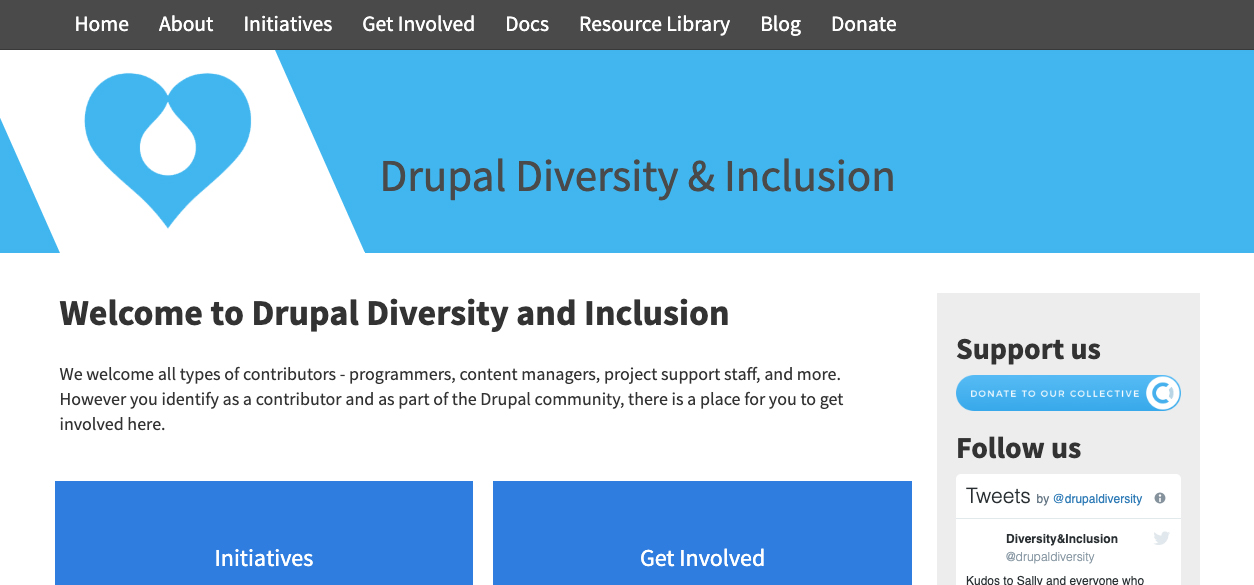 Home About Initiatives Get Involved Docs Resource Library Blog Donate
Drupal Diversity & Inclusion
Welcome to Drupal Diversity and Inclusion
We welcome all types of contributors - programmers, content managers, project support staff, and more.
However you identify as a contributor and as part of the Drupal community, there is a place for you to get
involved here.
Initiatives
Get Involved
Support us
DONATE TO OUR COLLECTIVE
Follow us
Tweets by @drupaldiversity
Diversity&Inclusion
@drupaldiversity
Kudos to Sally and everyone who